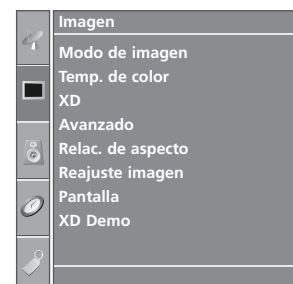 Imagen
Modo de imagen
Temp. de color
XD
Avanzado
Relac. de aspecto
Reajuste imagen
Pantalla
XD Demo